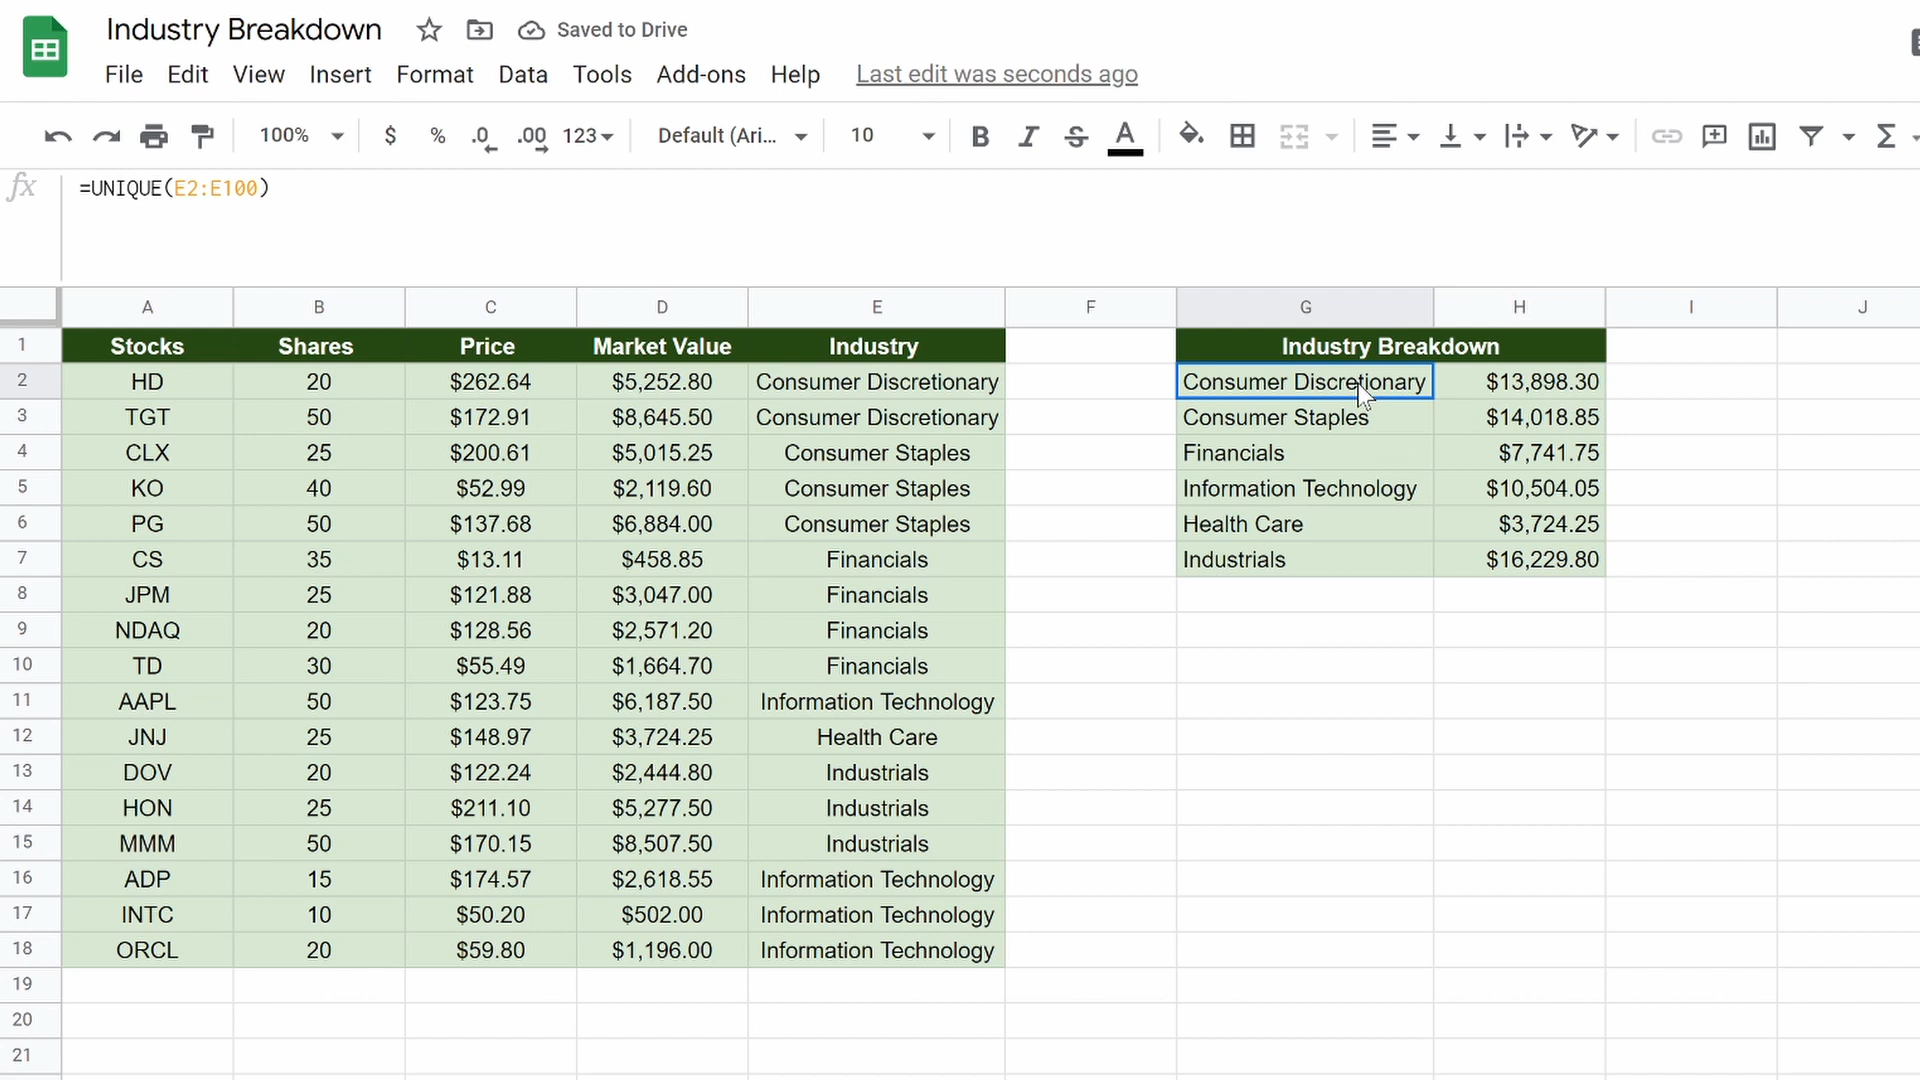 Industry Breakdown Saved to Drive
File Edit View Insert Format Data Tools Add-ons Help Last edit was seconds ago
100% $ % .0 .00 123 Default (Ari... 10 B I S A Σ
fx =UNIQUE(E2:E100)
A B C D E F G H I J
1 Stocks Shares Price Market Value Industry Industry Breakdown
2 HD 20 $262.64 $5,252.80 Consumer Discretionary Consumer Discretionary $13,898.30
3 TGT 50 $172.91 $8,645.50 Consumer Discretionary Consumer Staples $14,018.85
4 CLX 25 $200.61 $5,015.25 Consumer Staples Financials $7,741.75
5 KO 40 $52.99 $2,119.60 Consumer Staples Information Technology $10,504.05
6 PG 50 $137.68 $6,884.00 Consumer Staples Health Care $3,724.25
7 CS 35 $13.11 $458.85 Financials Industrials $16,229.80
8 JPM 25 $121.88 $3,047.00 Financials
9 NDAQ 20 $128.56 $2,571.20 Financials
10 TD 30 $55.49 $1,664.70 Financials
11 AAPL 50 $123.75 $6,187.50 Information Technology
12 JNJ 25 $148.97 $3,724.25 Health Care
13 DOV 20 $122.24 $2,444.80 Industrials
14 HON 25 $211.10 $5,277.50 Industrials
15 MMM 50 $170.15 $8,507.50 Industrials
16 ADP 15 $174.57 $2,618.55 Information Technology
17 INTC 10 $50.20 $502.00 Information Technology
18 ORCL 20 $59.80 $1,196.00 Information Technology
19
20
21